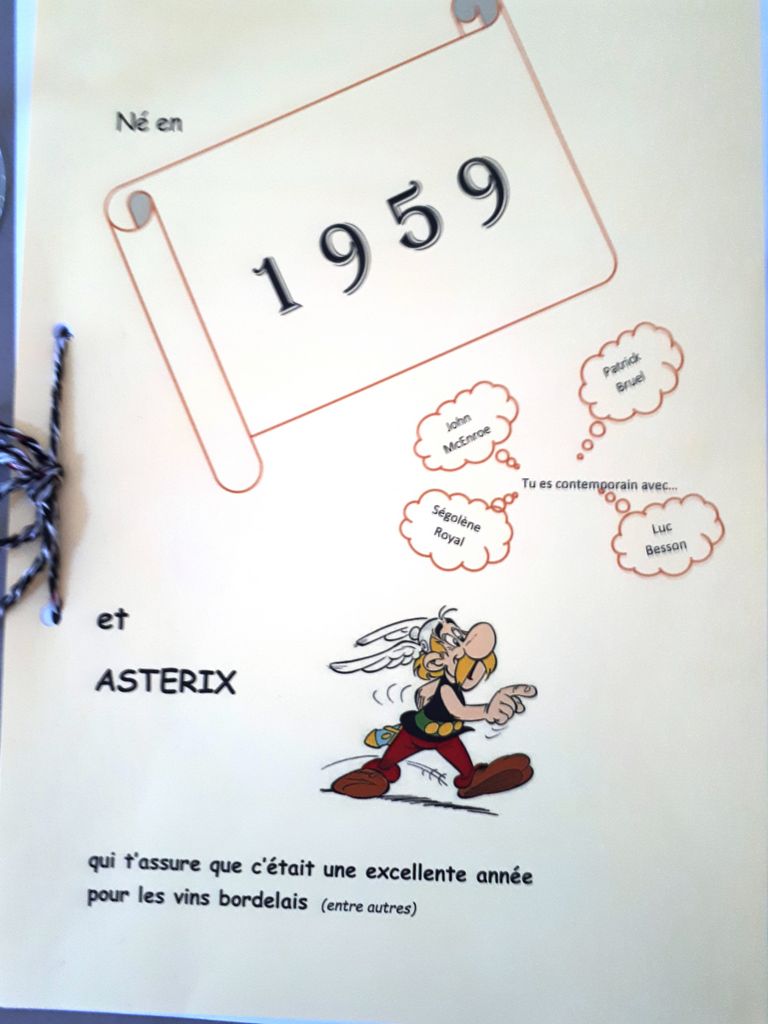 Né en
1959
Patrick
Bruel
John
McEnroe
Tu es contemporain avec...
Ségolène
Royal
Luc
Besson
et
ASTERIX
qui t'assure que c'était une excellente année
pour les vins bordelais (entre autres)